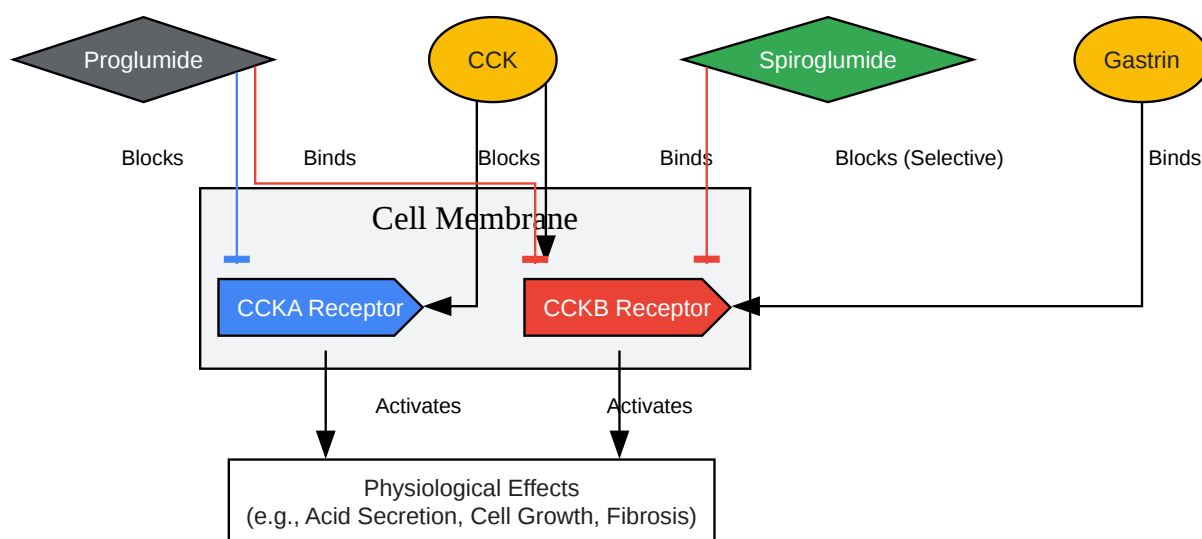 Proglumide
CCK
Spiroglumide
Gastrin
Blocks
Binds
Blocks
Binds
Blocks (Selective)
Binds
Cell Membrane
CCKA Receptor
CCKB Receptor
Activates
Activates
Physiological Effects
(e.g., Acid Secretion, Cell Growth, Fibrosis)